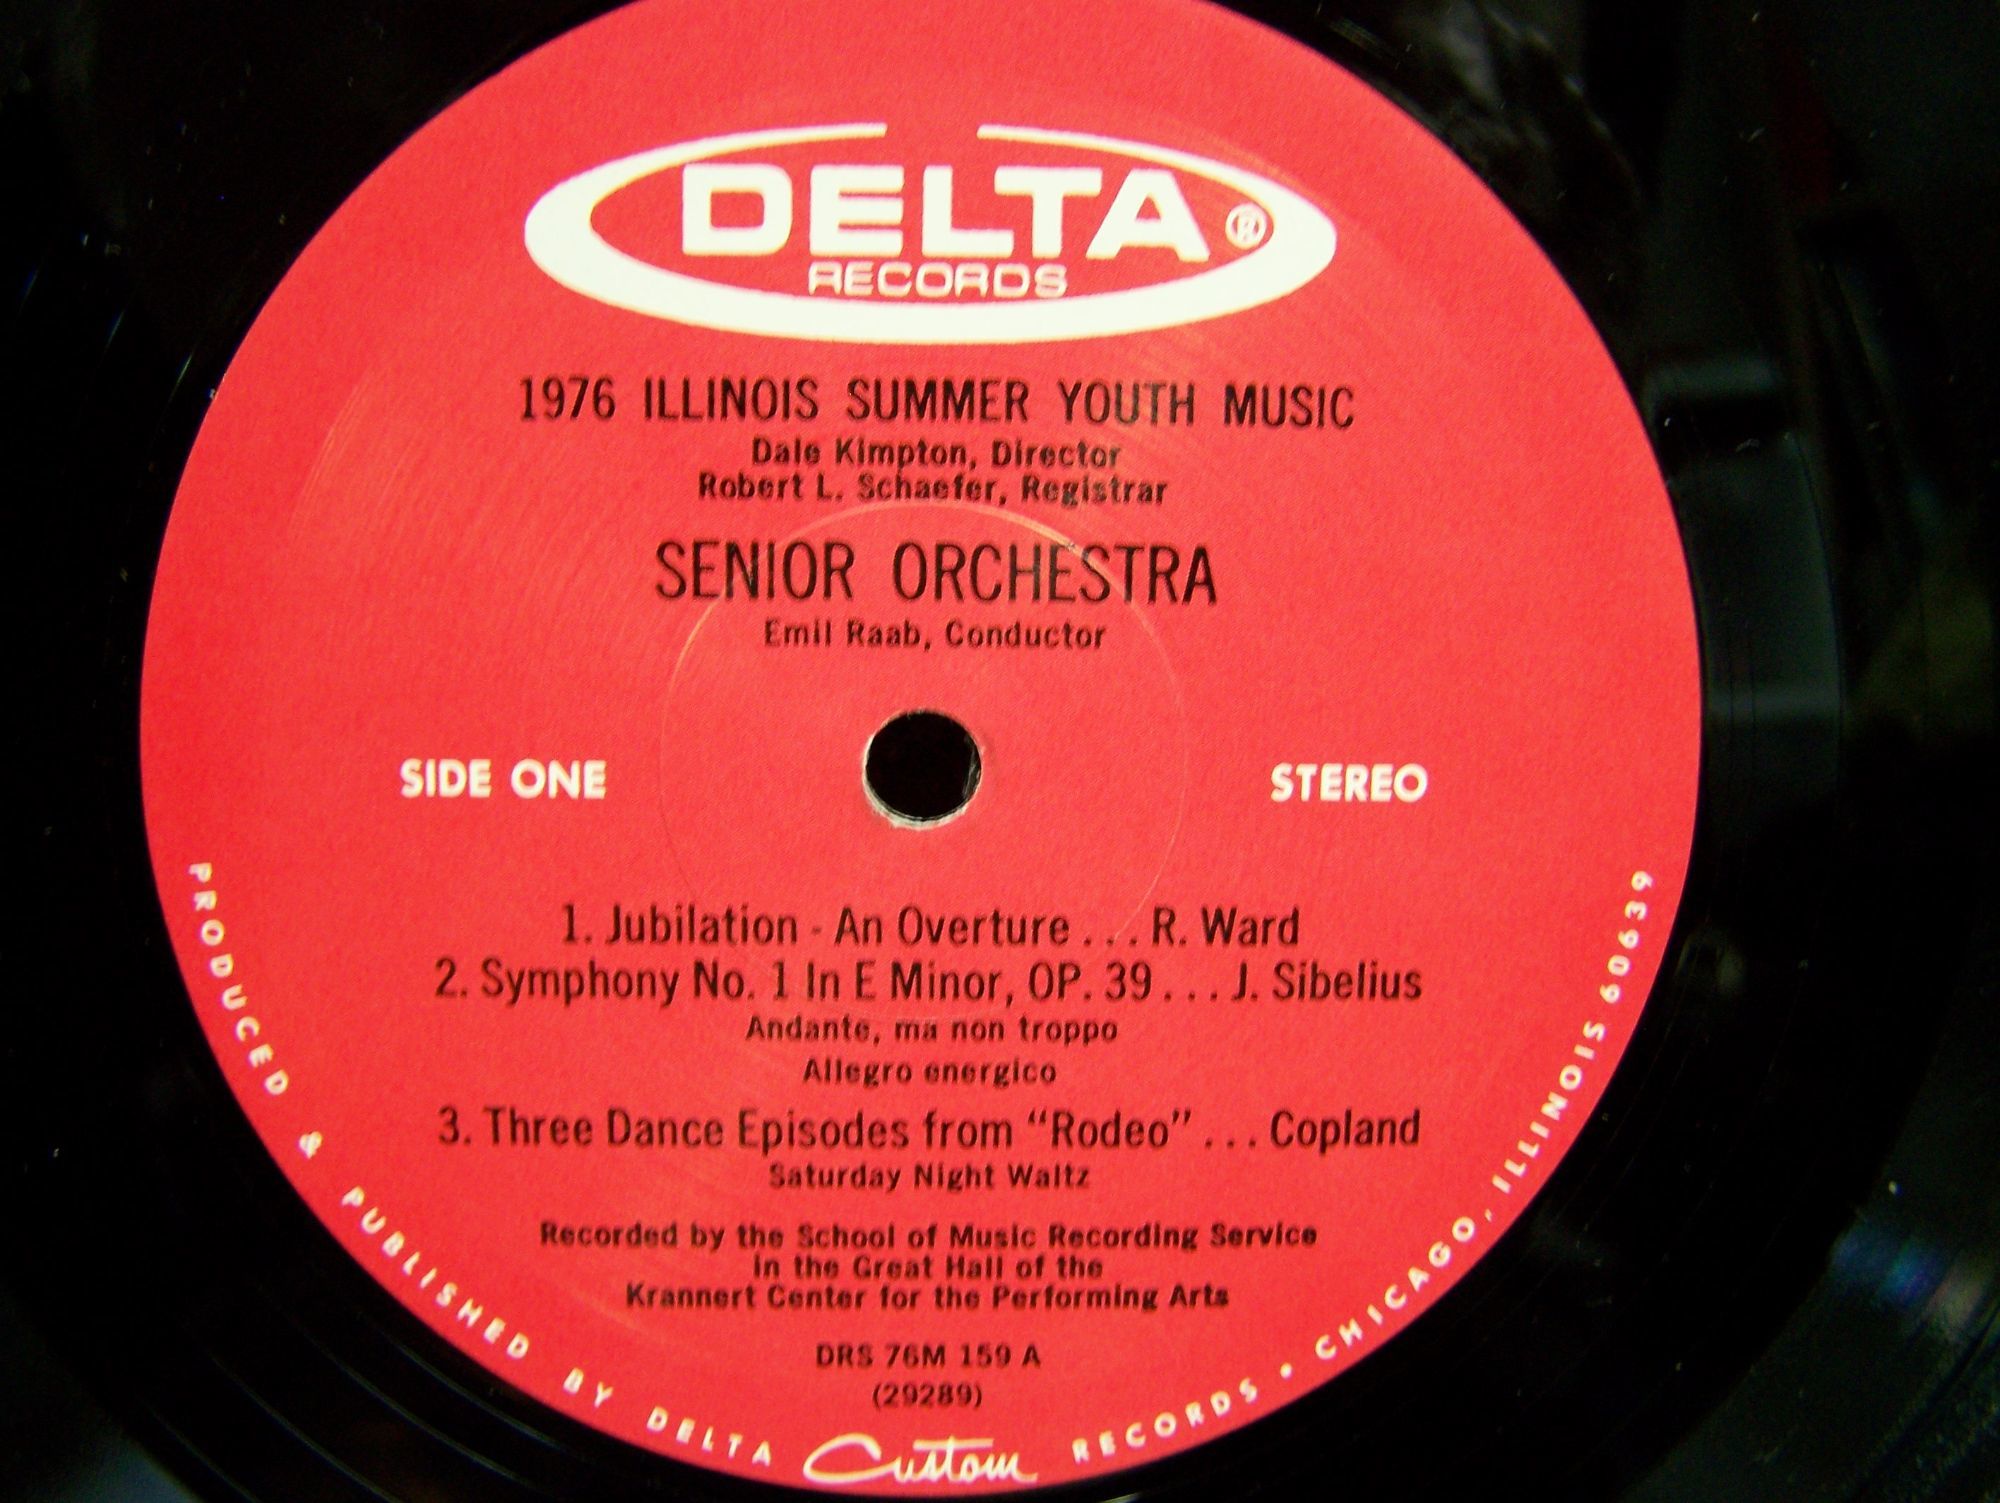 DELTA ®
RECORDS
1976 ILLINOIS SUMMER YOUTH MUSIC
Dale Kimpton, Director
Robert L. Schaefer, Registrar
SENIOR ORCHESTRA
Emil Raab, Conductor
SIDE ONE
STEREO
1. Jubilation - An Overture . . . R. Ward
2. Symphony No. 1 In E Minor, OP. 39 . . . J. Sibelius
Andante, ma non troppo
Allegro energico
3. Three Dance Episodes from "Rodeo" . . . Copland
Saturday Night Waltz
Recorded by the School of Music Recording Service
in the Great Hall of the
Krannert Center for the Performing Arts
DRS 76M 159 A
(29289)
PRODUCED & PUBLISHED BY DELTA Custom RECORDS • CHICAGO, ILLINOIS 60639